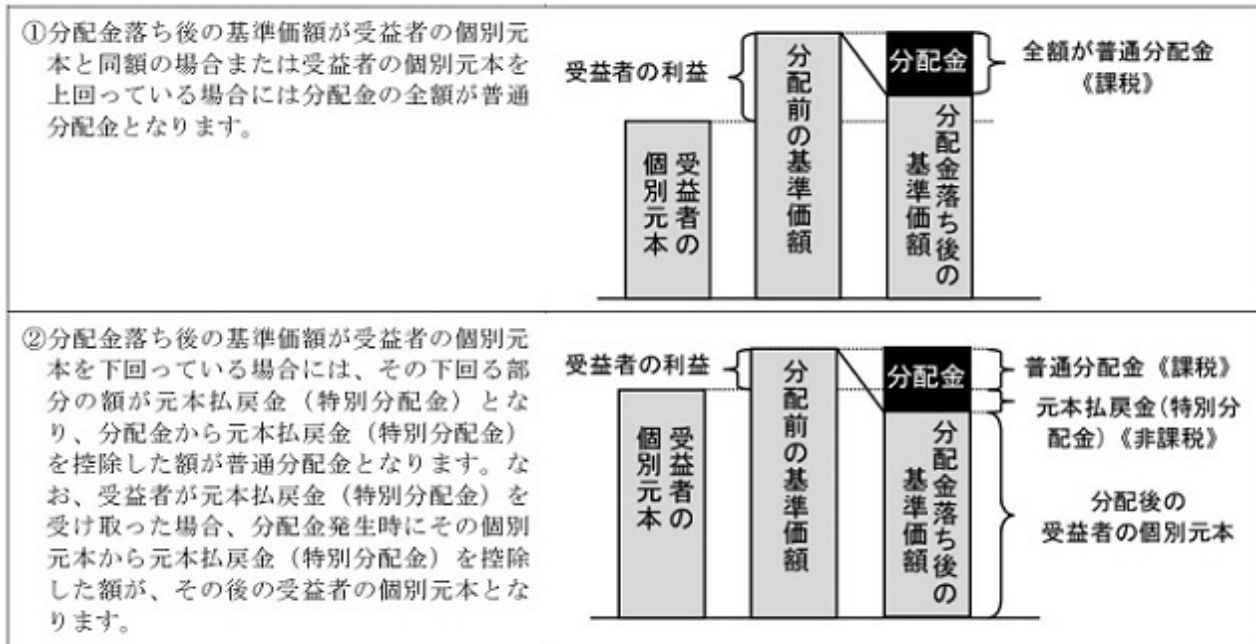 ①分配金落ち後の基準価額が受益者の個別元
本と同額の場合または受益者の個別元本を
上回っている場合には分配金の全額が普通
分配金となります。
受益者の利益
受益者の
個別元本
分配前の基準価額
分配金
分配金落ち後の
基準価額
全額が普通分配金
《課税》
②分配金落ち後の基準価額が受益者の個別元
本を下回っている場合には、その下回る部
分の額が元本払戻金（特別分配金）とな
り、分配金から元本払戻金（特別分配金）
を控除した額が普通分配金となります。な
お、受益者が元本払戻金（特別分配金）を
受け取った場合、分配金発生時にその個別
元本から元本払戻金（特別分配金）を控除
した額が、その後の受益者の個別元本とな
ります。
受益者の利益
受益者の
個別元本
分配前の基準価額
分配金
分配金落ち後の
基準価額
普通分配金《課税》
元本払戻金（特別分
配金）《非課税》
分配後の
受益者の個別元本